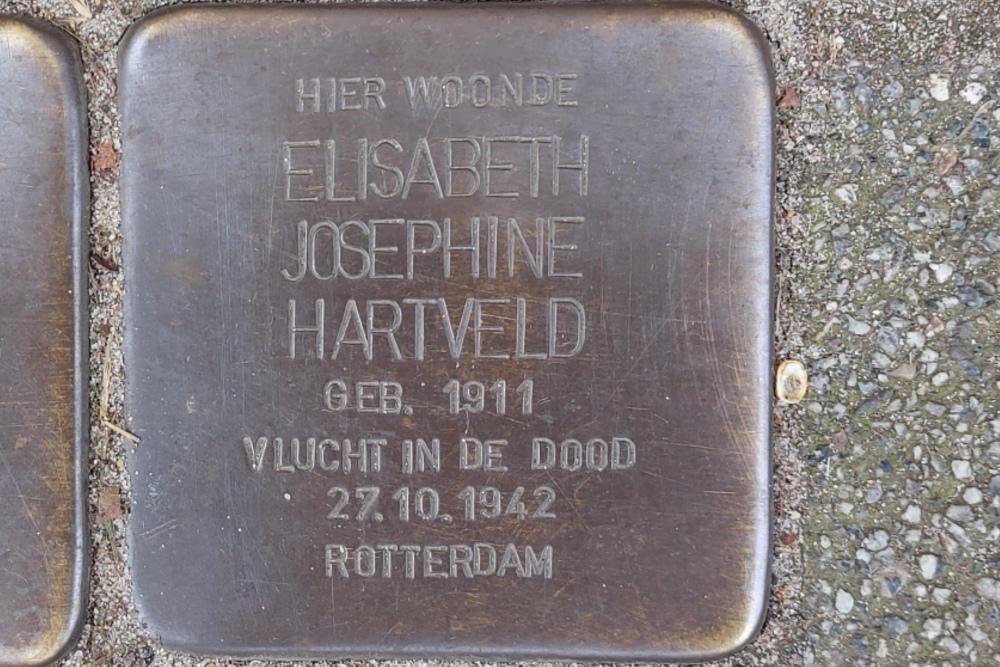 HIER WOONDE
ELISABETH
JOSEPHINE
HARTVELD
GEB. 1911
VLUCHT IN DE DOOD
27.10.1942
ROTTERDAM